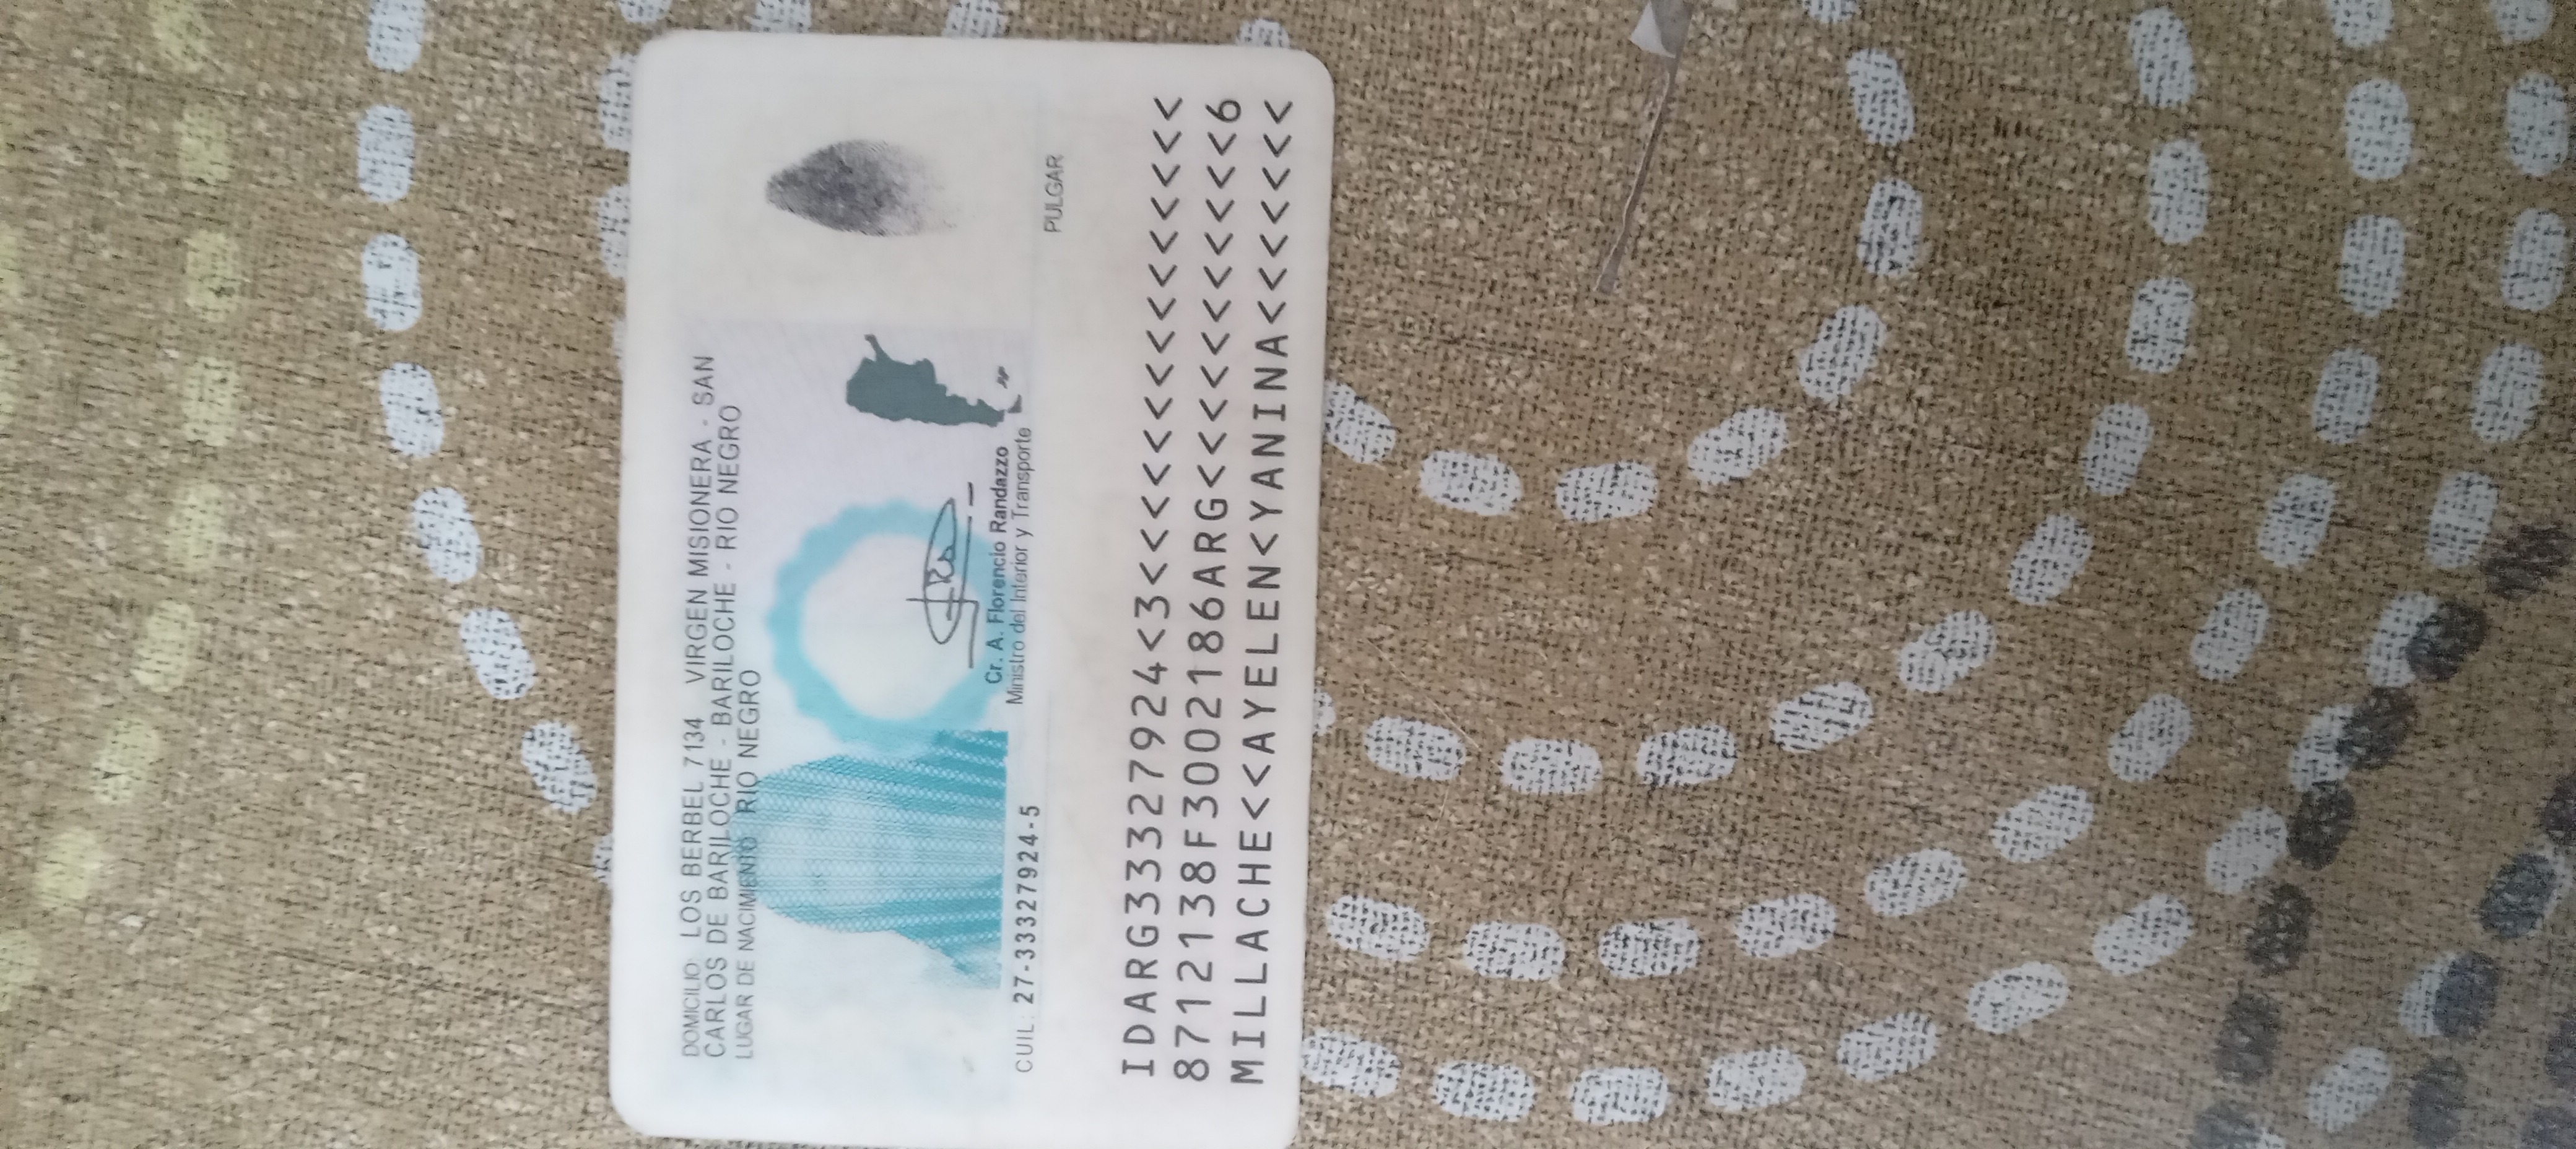 DOMICILIO: LOS BERBEL 7134 VIRGEN MISIONERA - SAN
CARLOS DE BARILOCHE - BARILOCHE - RIO NEGRO
LUGAR DE NACIMIENTO RIO NEGRO
Cr. A. Florencio Randazzo
Ministro del Interior y Transporte
CUIL: 27-33327924-5
PULGAR
IDARG33327924<3<<<<<<<<<<<<<<<
8712138F3002186ARG<<<<<<<<<<<6
MILLACHE<<AYELEN<YANINA<<<<<<<